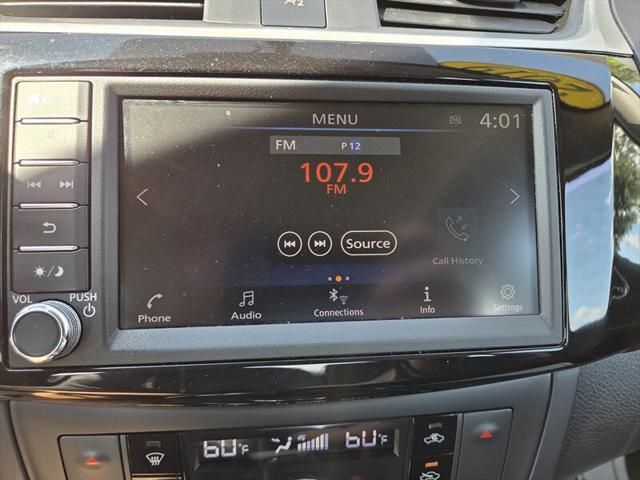 MENU
4:01
FM
P 12
107.9
FM
Source
Call History
VOL
PUSH
Phone
Audio
Connections
Info
Settings
60°F
60°F